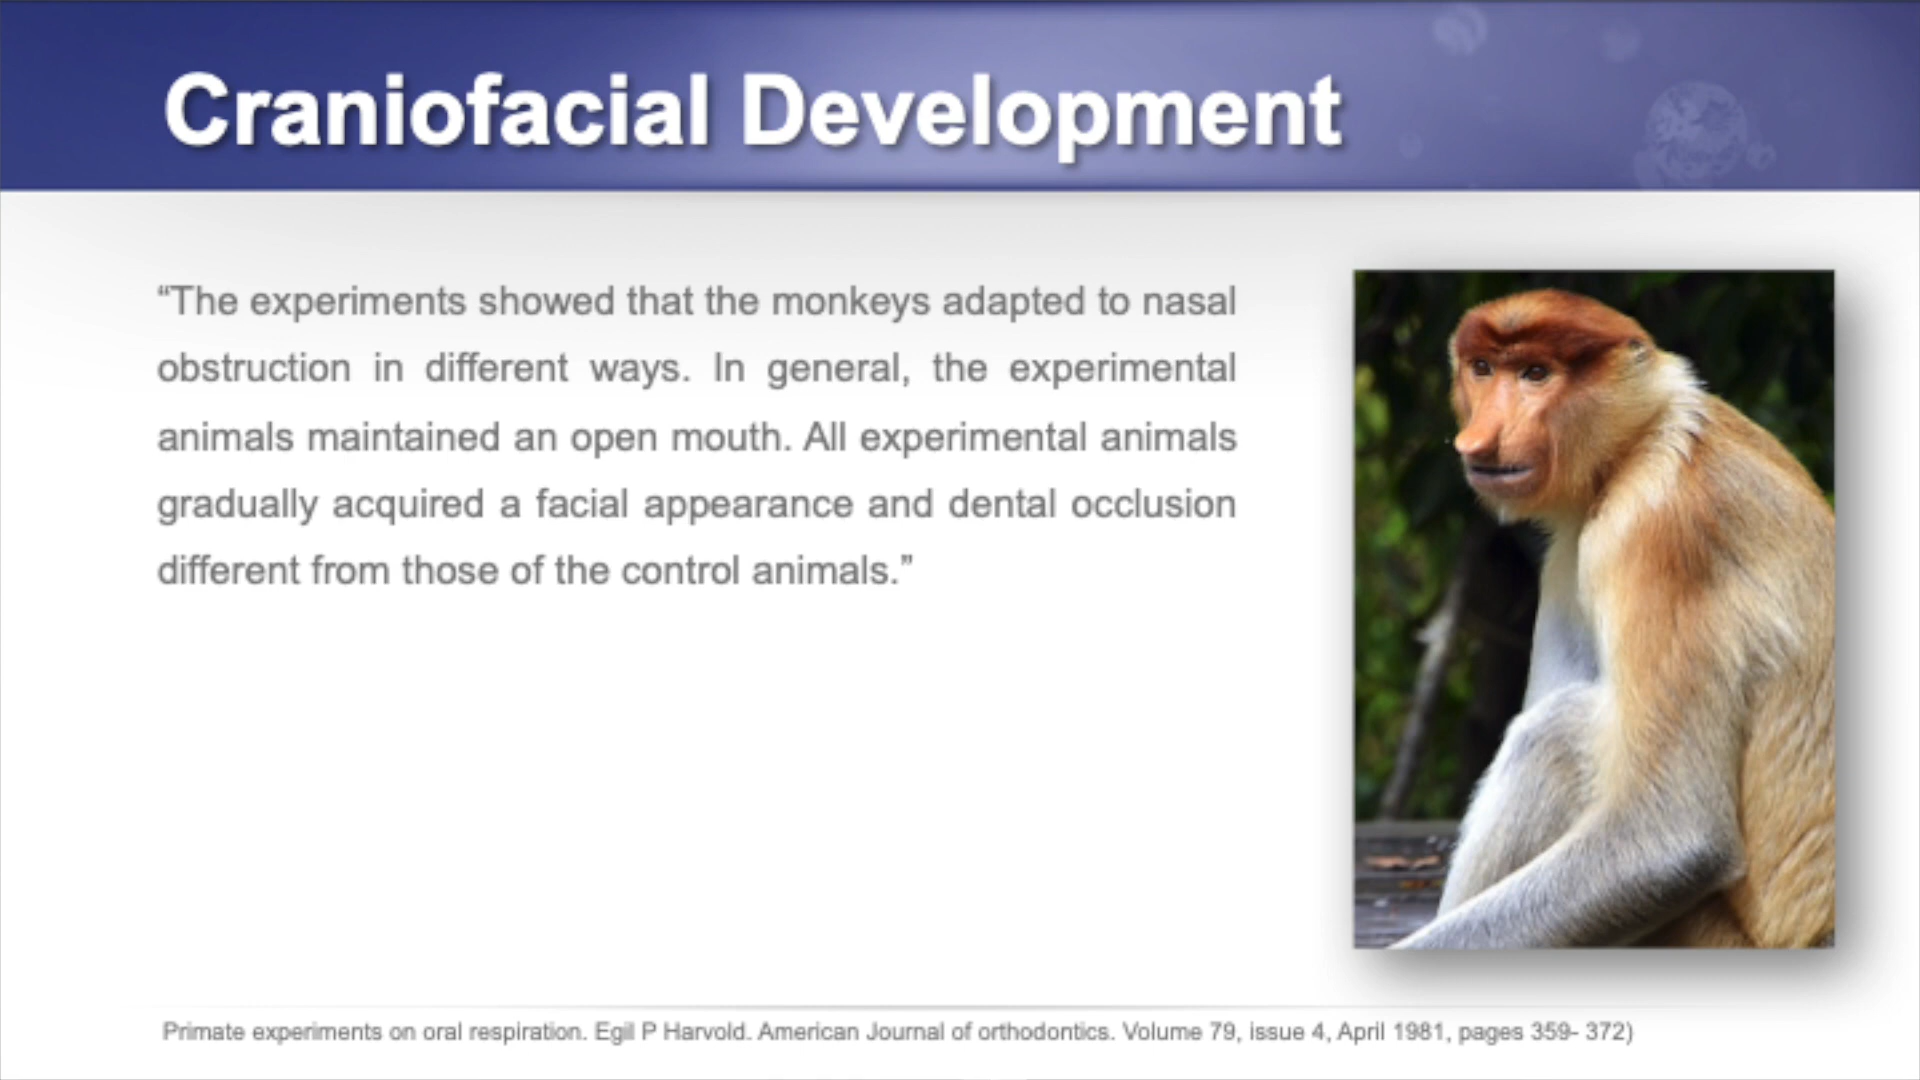 Craniofacial Development
“The experiments showed that the monkeys adapted to nasal
obstruction in different ways. In general, the experimental
animals maintained an open mouth. All experimental animals
gradually acquired a facial appearance and dental occlusion
different from those of the control animals.”
Primate experiments on oral respiration. Egil P Harvold. American Journal of orthodontics. Volume 79, issue 4, April 1981, pages 359- 372)